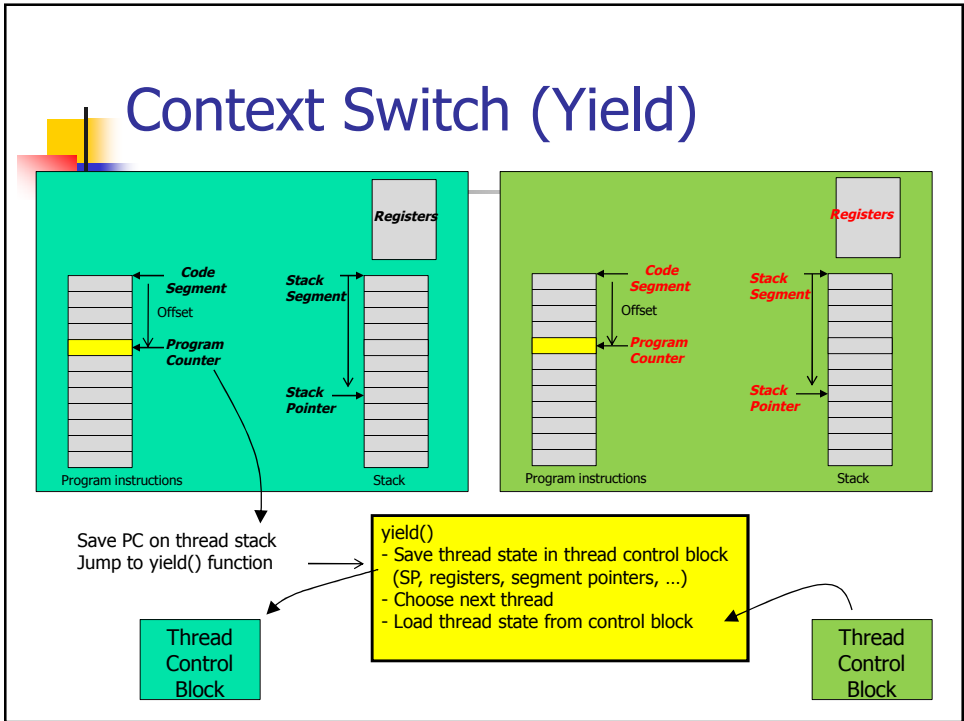 Context Switch (Yield)
Registers
Code
Segment
Offset
Program
Counter
Stack
Segment
Stack
Pointer
Program instructions
Stack
Registers
Code
Segment
Offset
Program
Counter
Stack
Segment
Stack
Pointer
Program instructions
Stack
Save PC on thread stack
Jump to yield() function
yield()
- Save thread state in thread control block
(SP, registers, segment pointers, …)
- Choose next thread
- Load thread state from control block
Thread
Control
Block
Thread
Control
Block